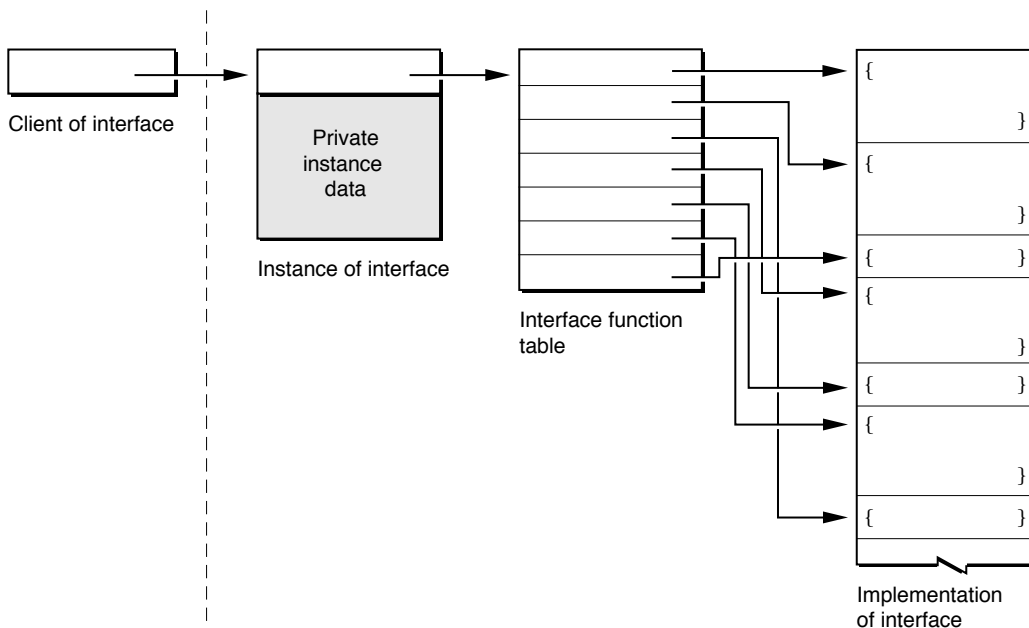 Client of interface
Private
instance
data
Instance of interface
Interface function
table
{
}
{
}
{ }
{
}
{ }
{
}
{ }
Implementation
of interface